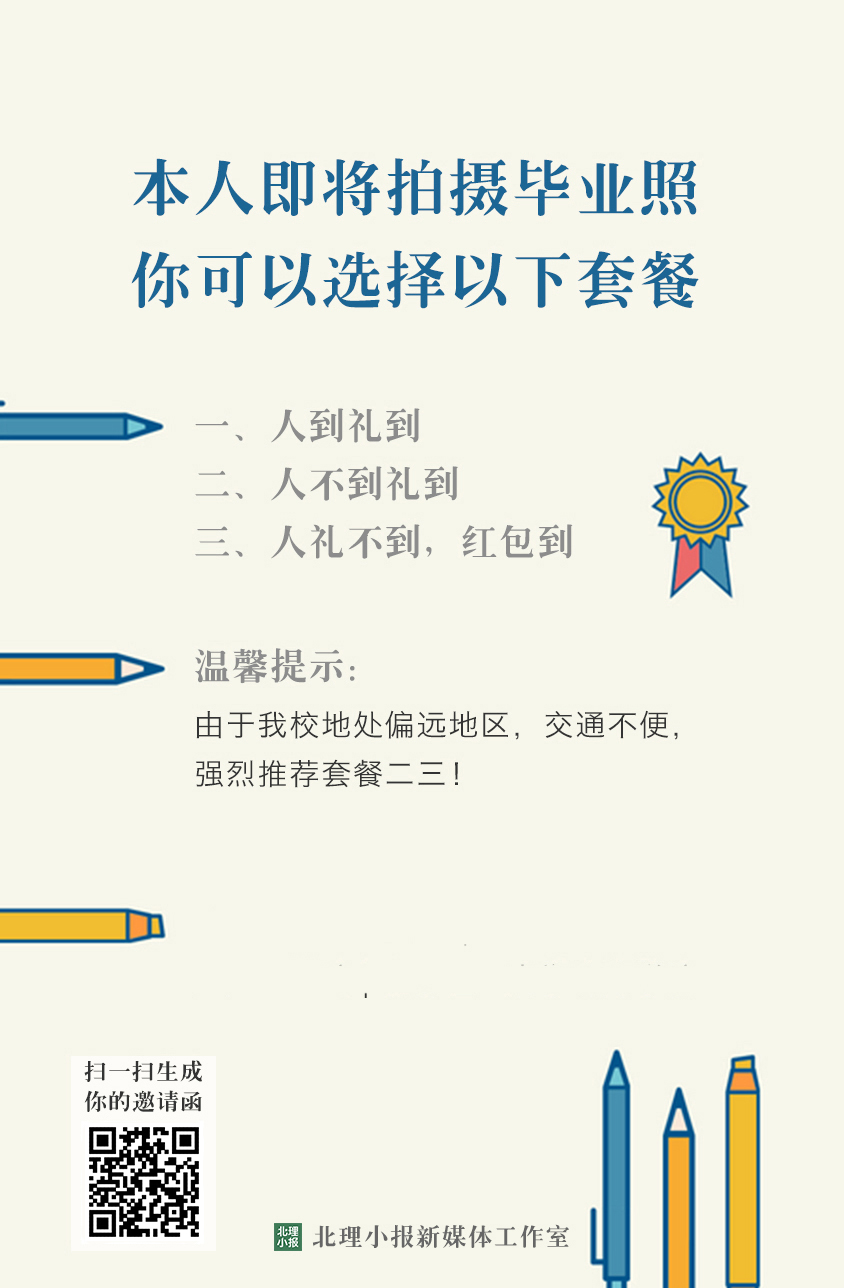 本人即将拍摄毕业照
你可以选择以下套餐
一、人到礼到
二、人不到礼到
三、人礼不到，红包到
温馨提示：
由于我校地处偏远地区，交通不便，
强烈推荐套餐二三！
扫一扫生成
你的邀请函
北理
小报
北理小报新媒体工作室